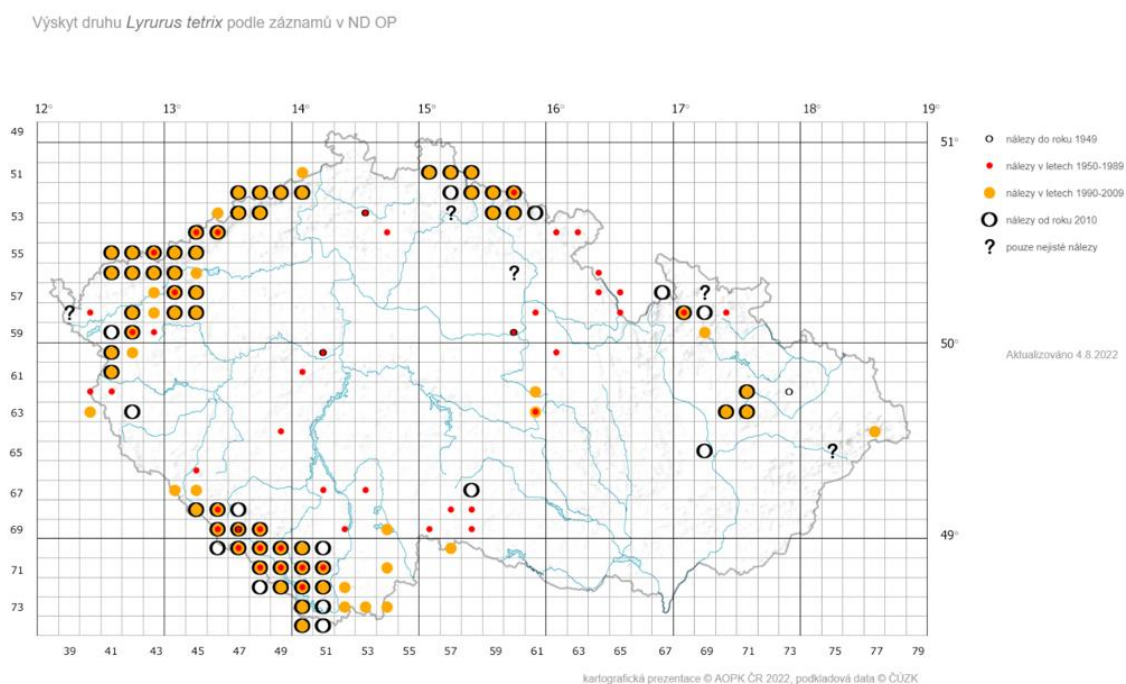 Výskyt druhu Lyrurus tetrix podle záznamů v ND OP
12° 13° 14° 15° 16° 17° 18° 19°
49
51°
nálezy do roku 1949
51
nálezy v letech 1950-1989
nálezy v letech 1990-2009
53
?
nálezy od roku 2010
? pouze nejisté nálezy
55
?
57
?
?
59
50°
Aktualizováno 4.8.2022
61
63
65
?
67
69
49°
71
73
39 41 43 45 47 49 51 53 55 57 59 61 63 65 67 69 71 73 77 79
kartografická prezentace © AOPK ČR 2022, podkladová data © ČÚZK